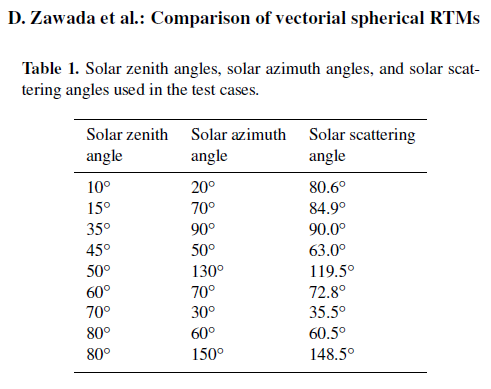 D. Zawada et al.: Comparison of vectorial spherical RTMs
Table 1. Solar zenith angles, solar azimuth angles, and solar scat-
tering angles used in the test cases.
Solar zenith Solar azimuth Solar scattering
angle angle angle
10° 20° 80.6°
15° 70° 84.9°
35° 90° 90.0°
45° 50° 63.0°
50° 130° 119.5°
60° 70° 72.8°
70° 30° 35.5°
80° 60° 60.5°
80° 150° 148.5°